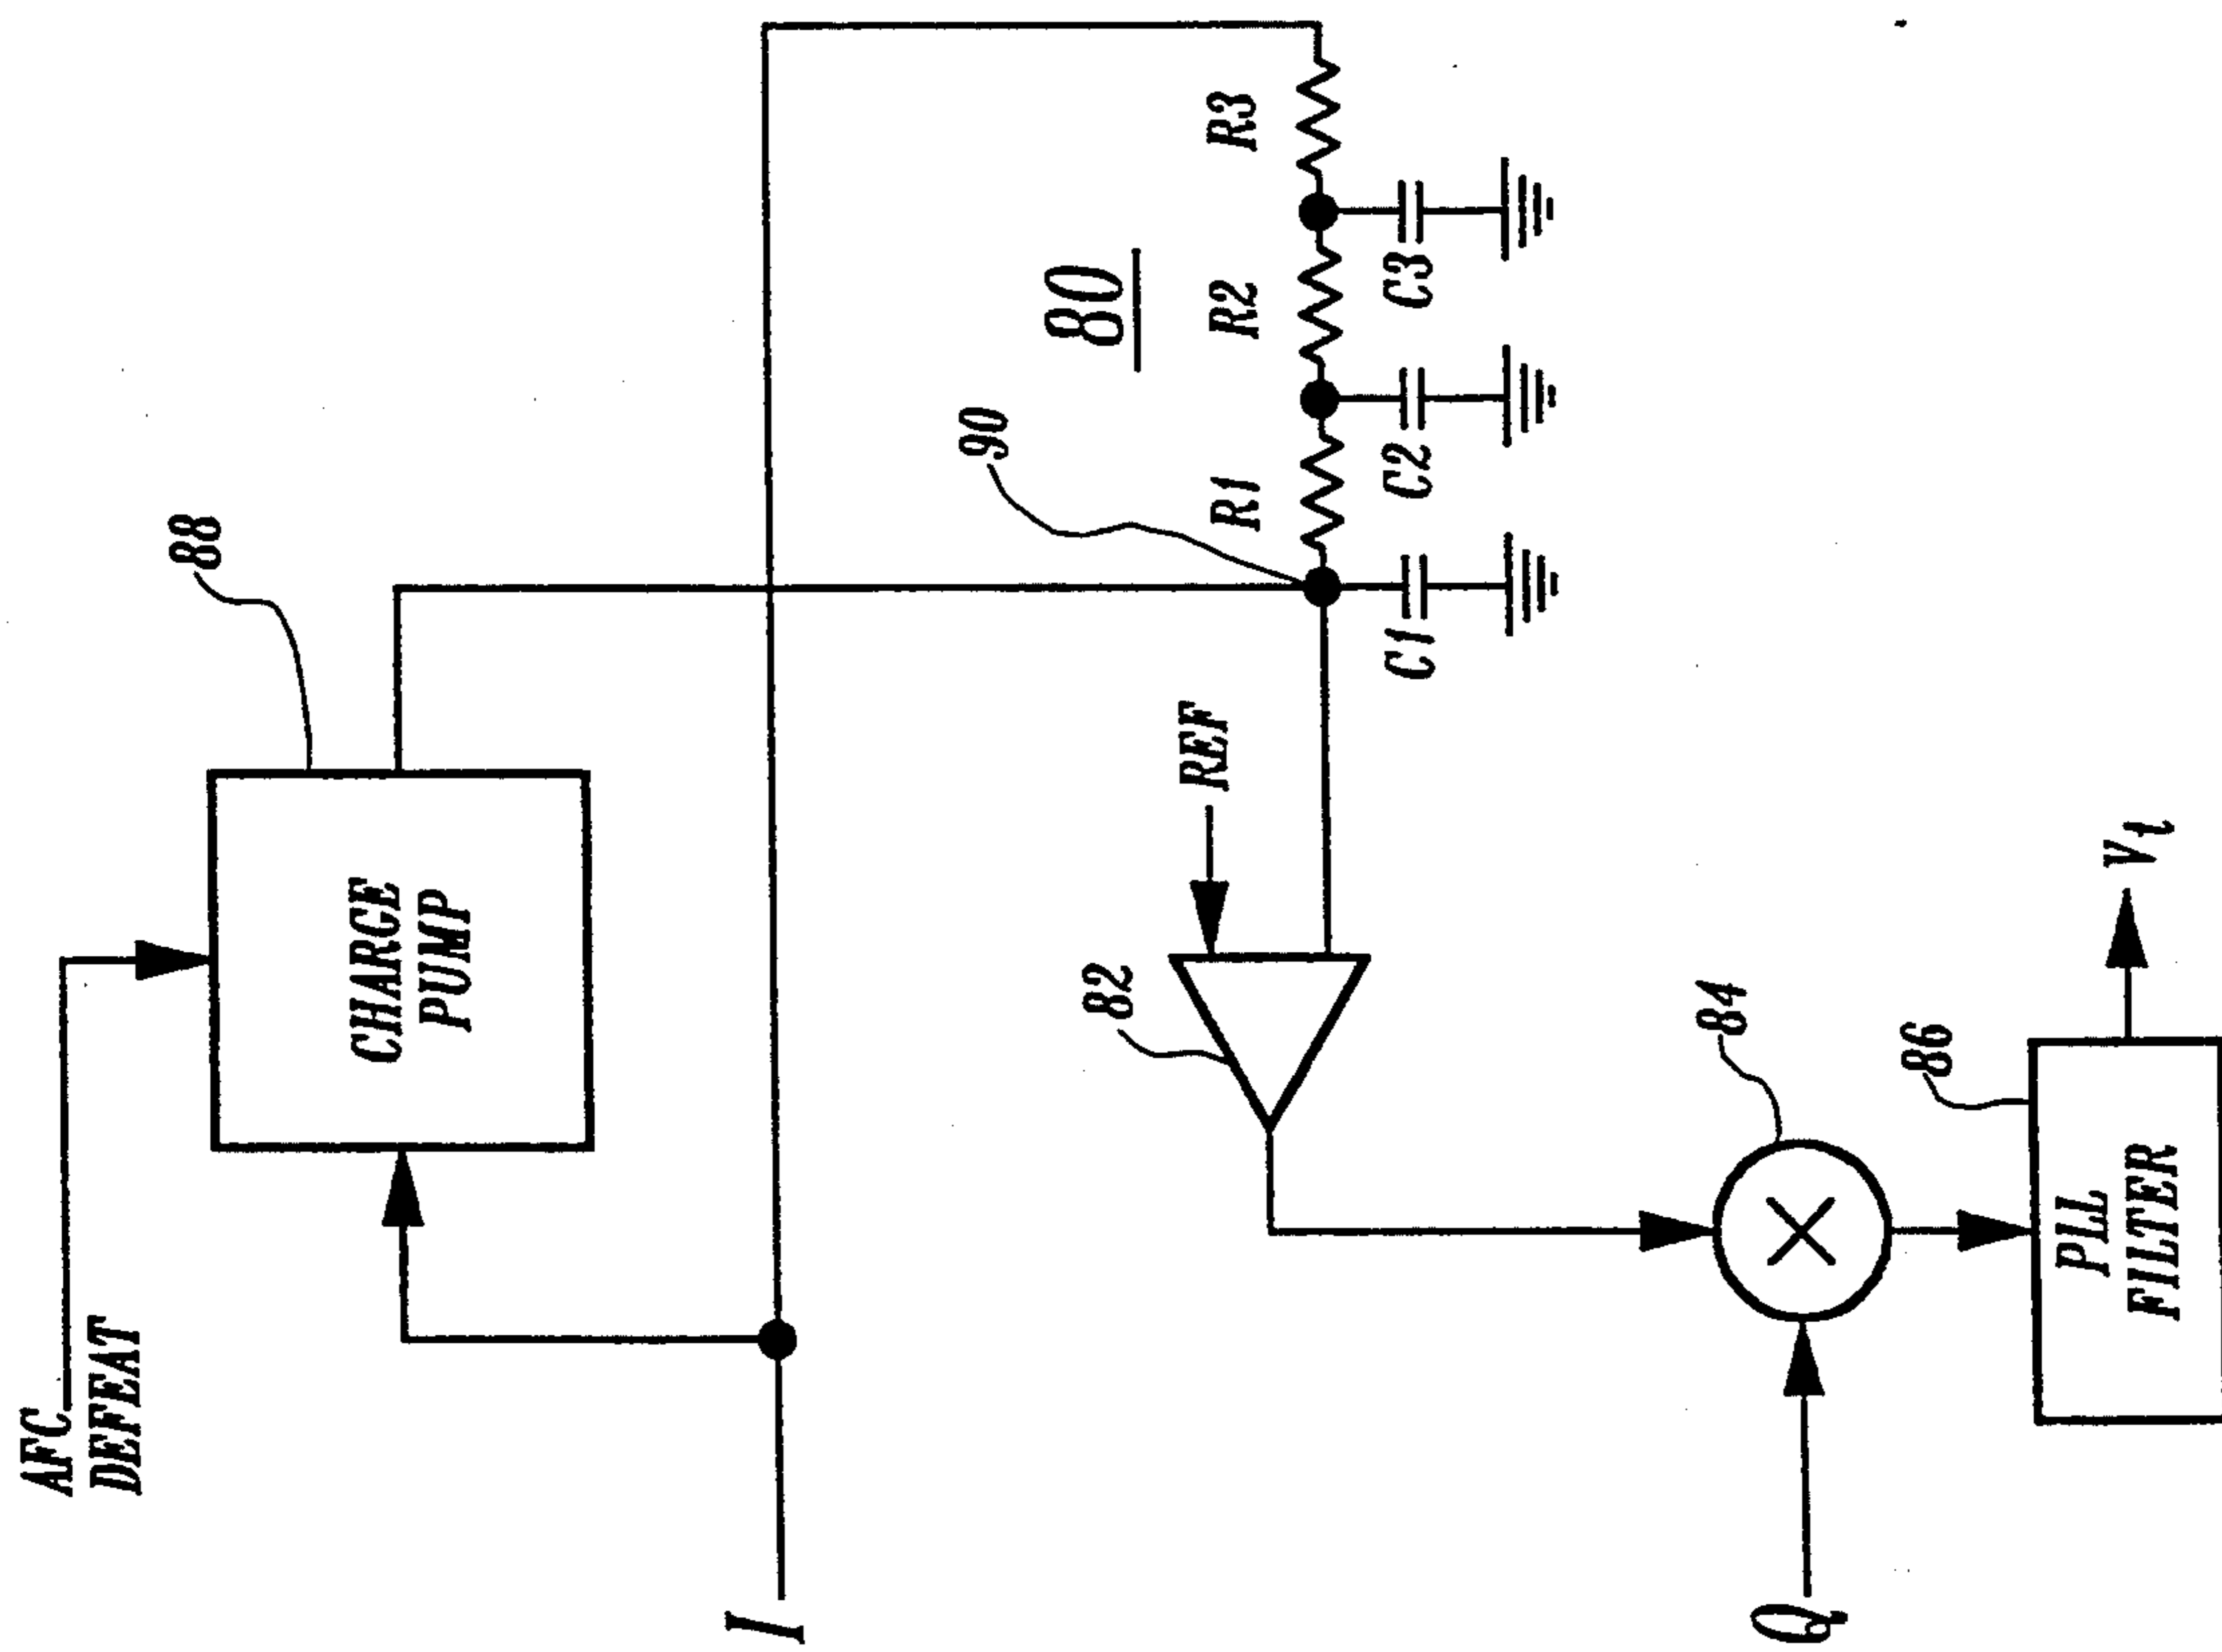 AFC
DEFEAT
88
CHARGE
PUMP
I
90
80
82
REF
R1
R2
R3
C1
C2
C3
84
Q
86
PLL
FILTER
Vt